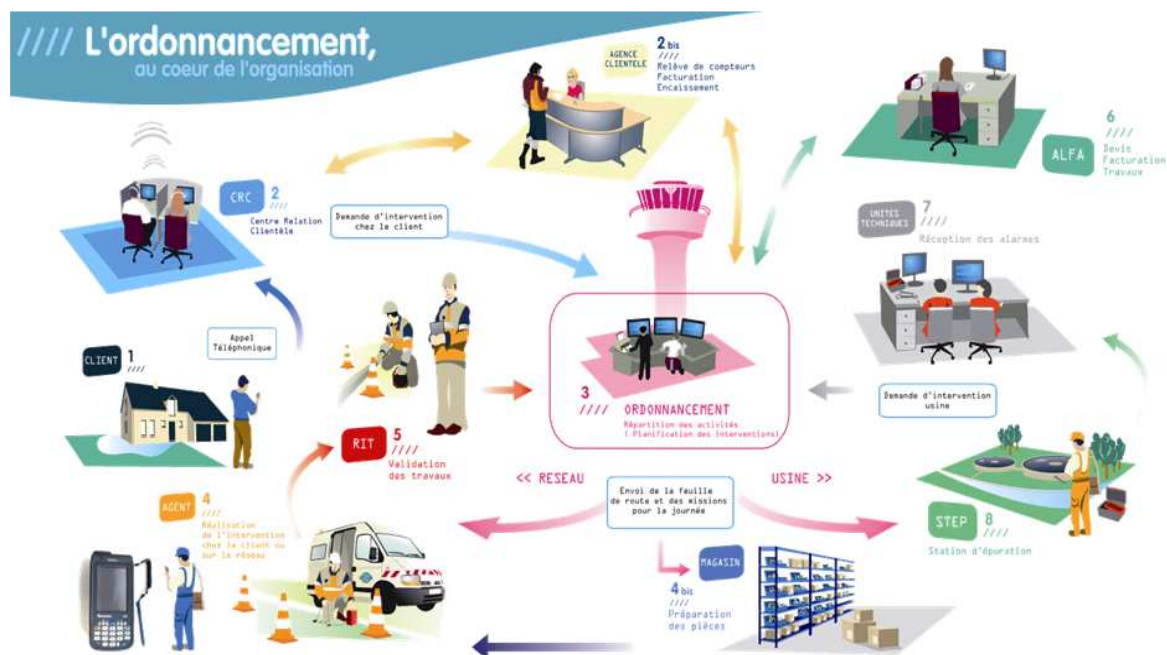 //// L'ordonnancement,
au coeur de l'organisation
AGENCE
CLIENTELE
2 bis
////
Relève de compteurs
Facturation
Encaissement
6
////
ALFA
Devis
Facturation
Travaux
CRC
2
////
Centre Relation
Clientèle
Demande d'intervention
chez le client
UNITÉS
TECHNIQUES
7
////
Réception des alarmes
Appel
Téléphonique
CLIENT
1
////
3
//// ORDONNANCEMENT
Répartition des activités
( Planification des interventions)
Demande d'intervention
usine
RIT
5
////
Validation
des travaux
<< RESEAU
USINE >>
Envoi de la feuille
de route et des missions
pour la journée
AGENT
4
////
Réalisation
de l'intervention
chez le client ou
sur le réseau
STEP
8
////
Station d'épuration
MAGASIN
4 bis
////
Préparation
des pièces